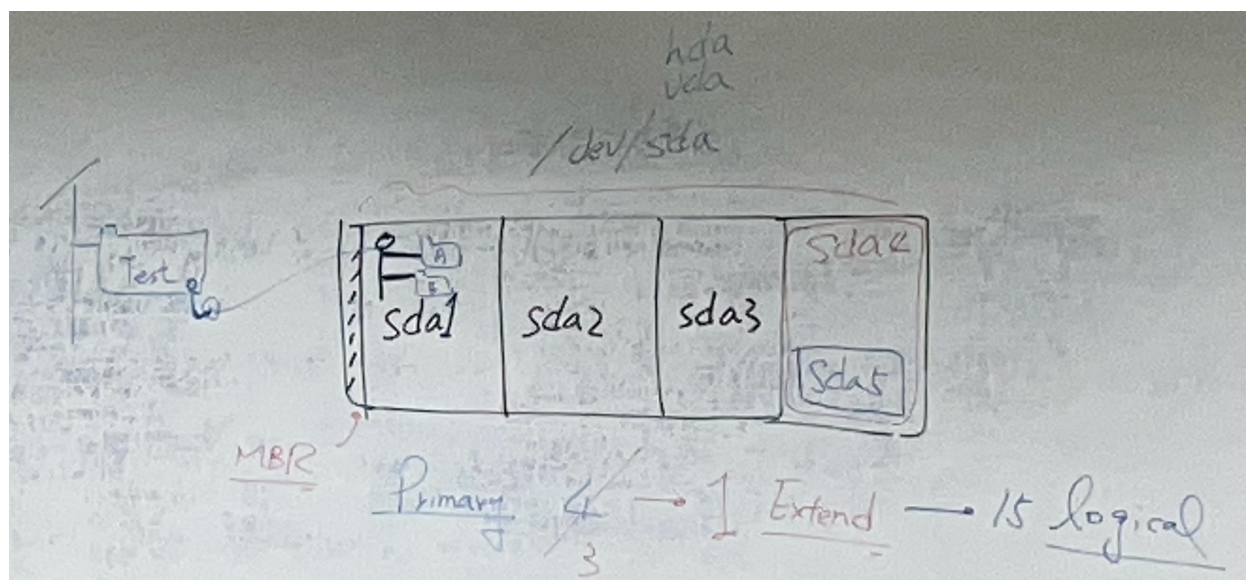 hda
vda
/dev/sda
Test
A
B
sda1
sda2
sda3
sda4
sda5
MBR
Primary 4 → 1 Extend → 15 logical
3